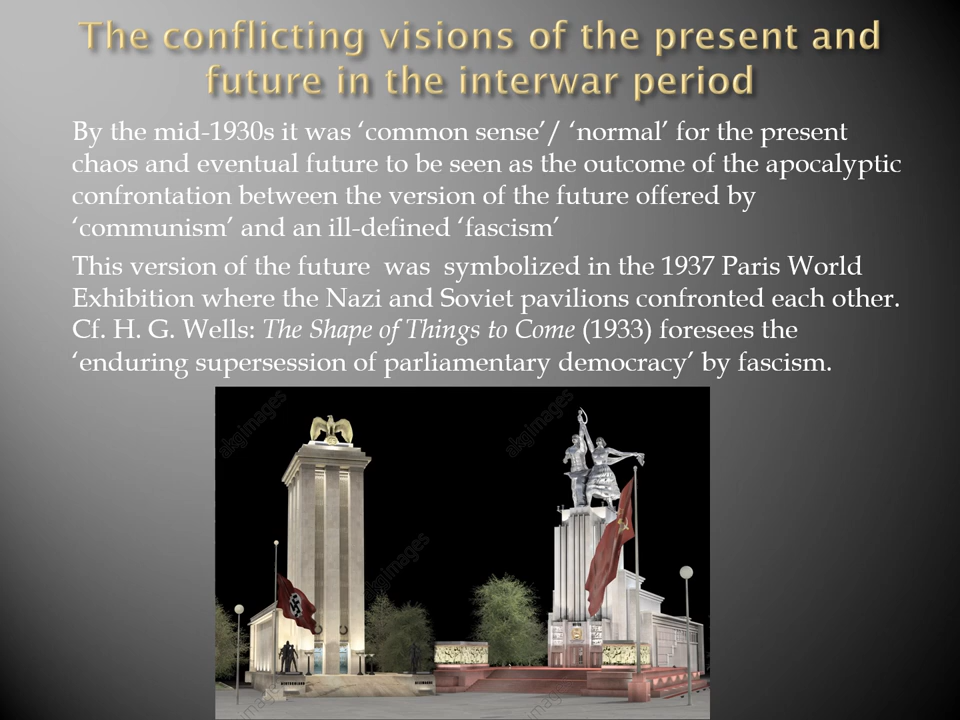 The conflicting visions of the present and
future in the interwar period
By the mid-1930s it was ‘common sense’/ ‘normal’ for the present
chaos and eventual future to be seen as the outcome of the apocalyptic
confrontation between the version of the future offered by
‘communism’ and an ill-defined ‘fascism’
This version of the future  was  symbolized in the 1937 Paris World
Exhibition where the Nazi and Soviet pavilions confronted each other.
Cf. H. G. Wells: The Shape of Things to Come (1933) foresees the
‘enduring supersession of parliamentary democracy’ by fascism.
akgimages
akgimages
akgimages